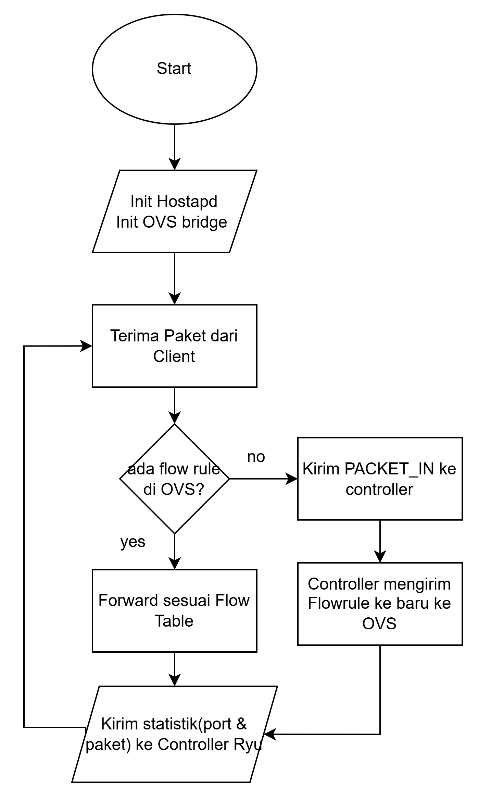 Start
Init Hostapd
Init OVS bridge
Terima Paket dari
Client
ada flow rule
di OVS?
no
Kirim PACKET_IN ke
controller
yes
Forward sesuai Flow
Table
Controller mengirim
Flowrule ke baru ke
OVS
Kirim statistik(port &
paket) ke Controller Ryu